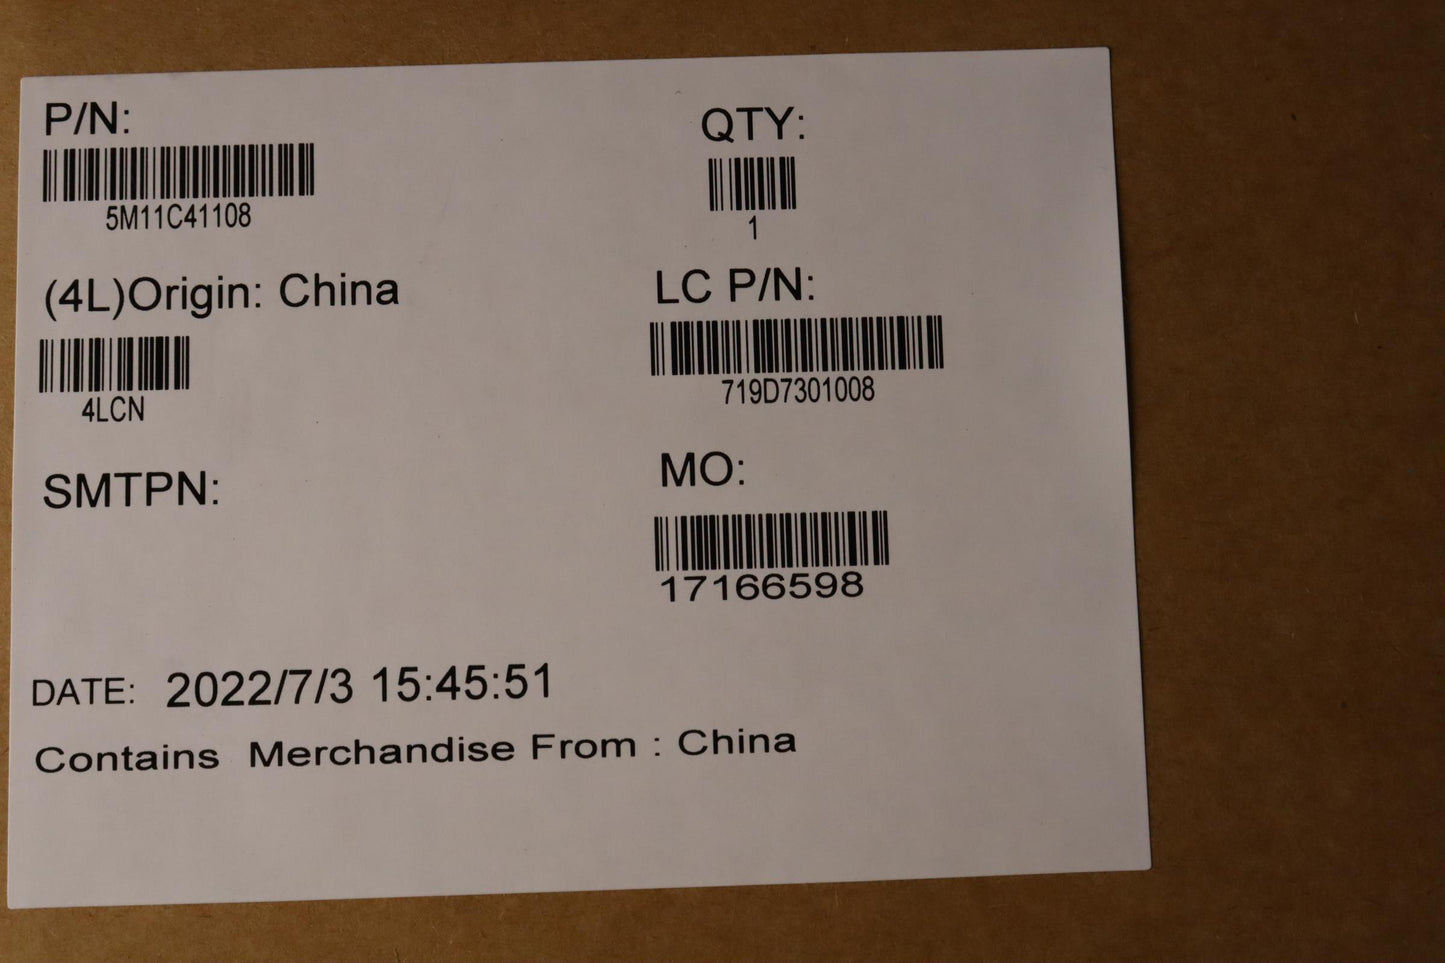 P/N:
5M11C41108
QTY:
1
(4L)Origin: China
4LCN
LC P/N:
719D7301008
SMTPN:
MO:
17166598
DATE: 2022/7/3 15:45:51
Contains Merchandise From : China